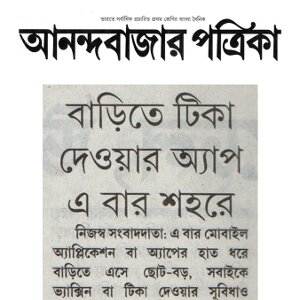 ভারতে সর্বাধিক প্রচারিত প্রথম শ্রেণির বাংলা দৈনিক
আনন্দবাজার পত্রিকা
বাড়িতে টিকা
দেওয়ার অ্যাপ
এ বার শহরে
নিজস্ব সংবাদদাতা: এ বার মোবাইল
অ্যাপ্লিকেশন বা অ্যাপের হাত ধরে
বাড়িতে এসে ছোট-বড়, সবাইকে
ভ্যাক্সিন বা টিকা দেওয়ার সুবিধাও